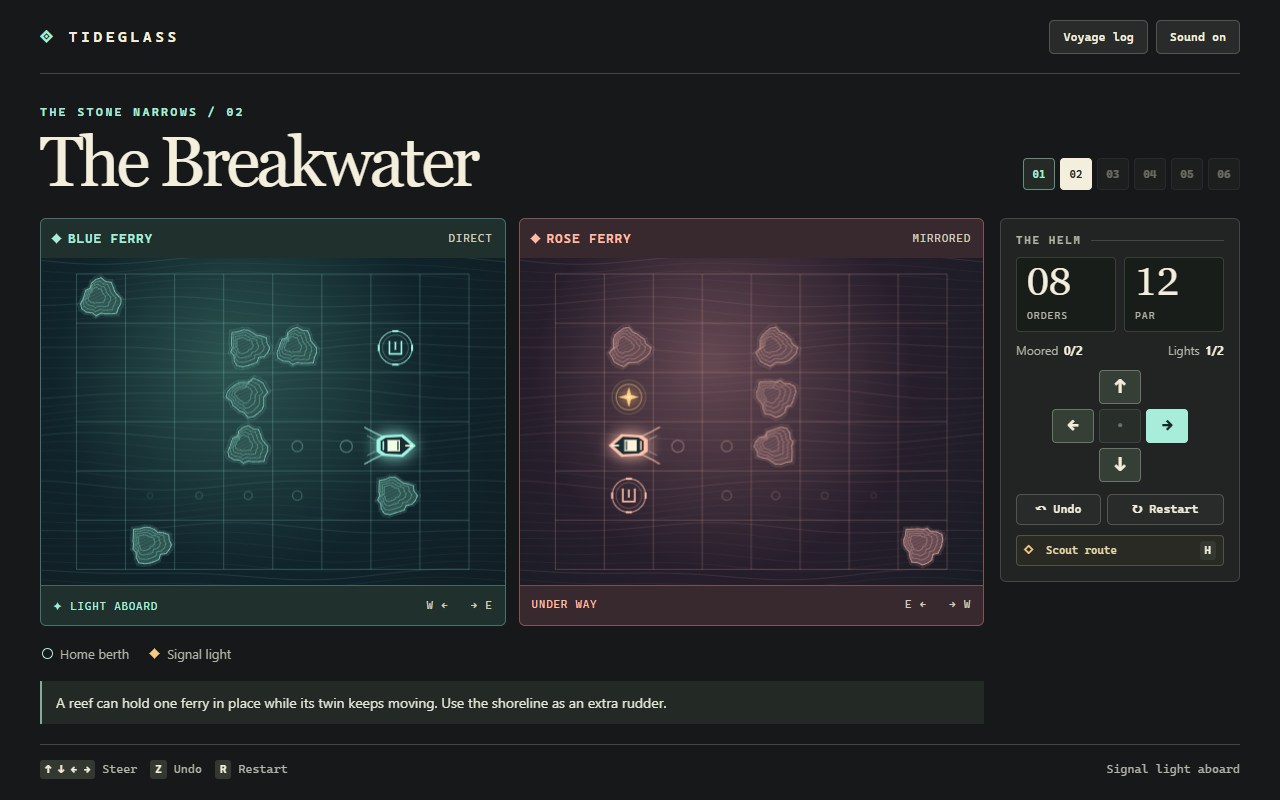 TIDEGLASS
Voyage log
Sound on
THE STONE NARROWS / 02
The Breakwater
01 02 03 04 05 06
BLUE FERRY
DIRECT
ROSE FERRY
MIRRORED
THE HELM
08
ORDERS
12
PAR
Moored 0/2
Lights 1/2
↑
← • →
↓
↶ Undo
↻ Restart
Scout route H
✦ LIGHT ABOARD
W ← → E
UNDER WAY
E ← → W
Home berth
Signal light
A reef can hold one ferry in place while its twin keeps moving. Use the shoreline as an extra rudder.
↑ ↓ ← → Steer Z Undo R Restart
Signal light aboard